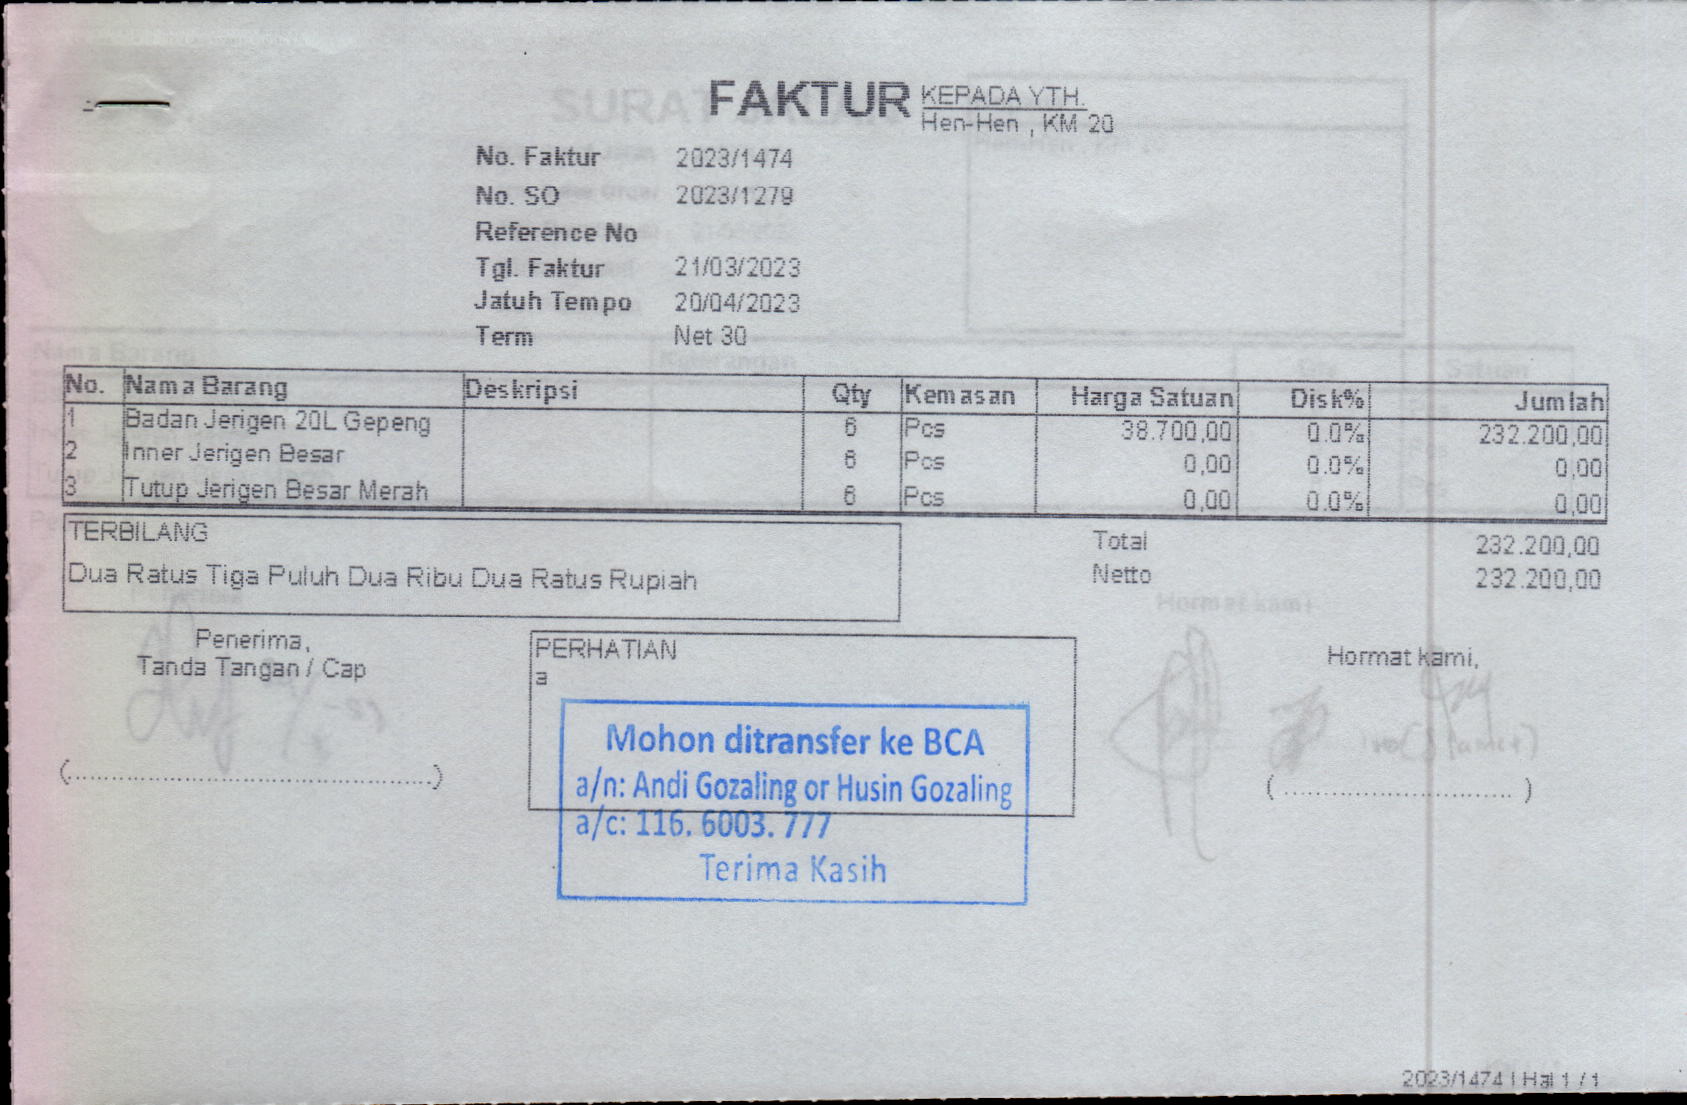 FAKTUR
KEPADA YTH.
Hen-Hen , KM 20
No. Faktur 2023/1474
No. SO 2023/1279
Reference No
Tgl. Faktur 21/03/2023
Jatuh Tempo 20/04/2023
Term Net 30
No. Nama Barang Deskripsi Qty Kemasan Harga Satuan Disk% Jumlah
1 Badan Jerigen 20L Gepeng 6 Pcs 38.700,00 0.0% 232.200,00
2 Inner Jerigen Besar 6 Pcs 0,00 0.0% 0,00
3 Tutup Jerigen Besar Merah 6 Pcs 0,00 0.0% 0,00
TERBILANG
Dua Ratus Tiga Puluh Dua Ribu Dua Ratus Rupiah
Total 232.200,00
Netto 232.200,00
Penerima,
Tanda Tangan / Cap
(..........................................................)
PERHATIAN
a
Mohon ditransfer ke BCA
a/n: Andi Gozaling or Husin Gozaling
a/c: 116. 6003. 777
Terima Kasih
Hormat kami,
(.................................... )
2023/1474 | Hal 1 / 1